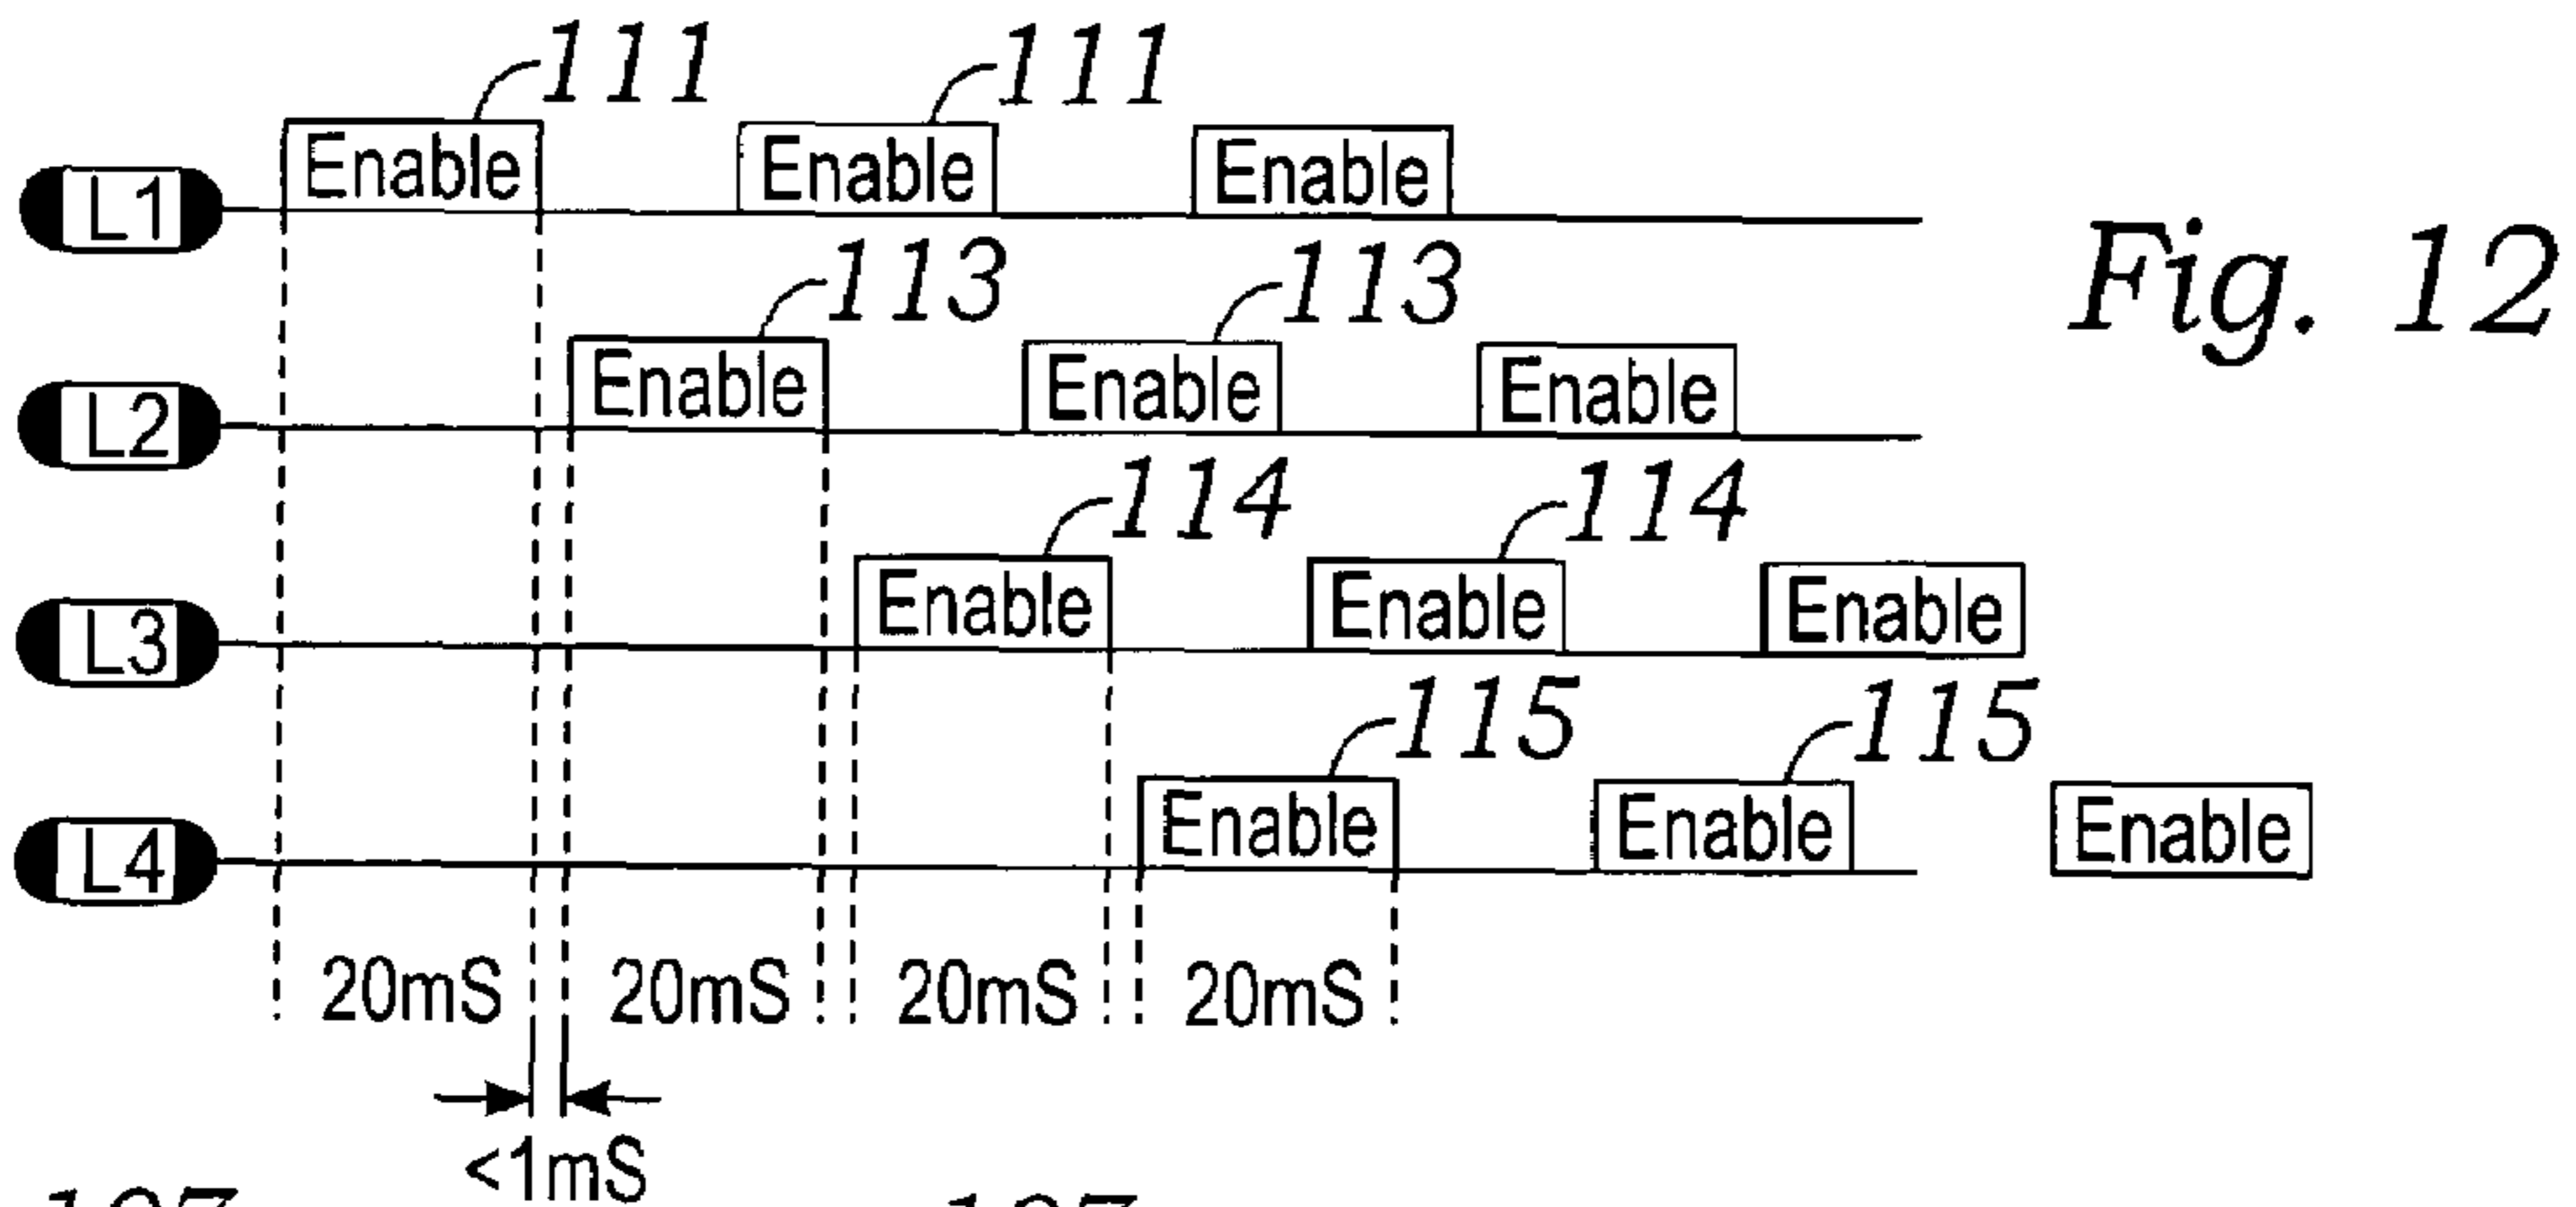 111 111
L1 Enable Enable Enable
Fig. 12
113 113
L2 Enable Enable Enable
114 114
L3 Enable Enable Enable
115 115
L4 Enable Enable Enable
20mS 20mS 20mS 20mS
<1mS